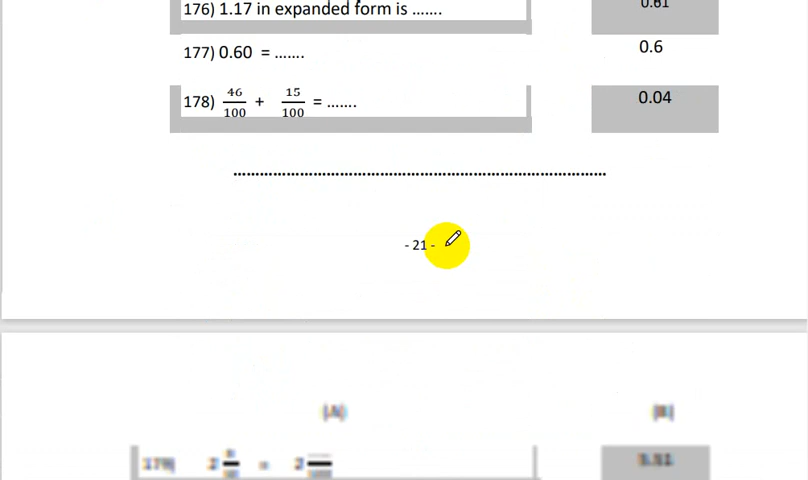 176) 1.17 in expanded form is ....... 0.61
177) 0.60 = ....... 0.6
178) 46/100 + 15/100 = ....... 0.04
- 21 -
(A) (B)